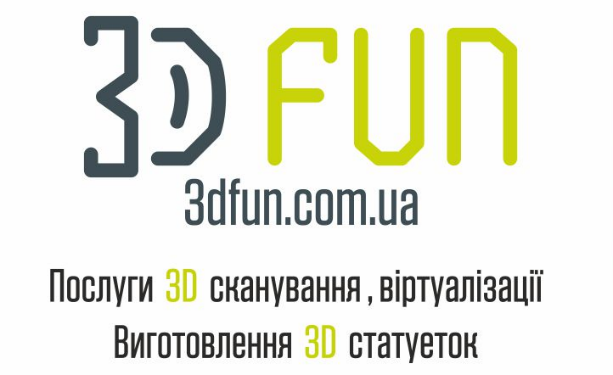 3D FUN
3dfun.com.ua
Послуги 3D сканування , віртуалізації
Виготовлення 3D статуеток